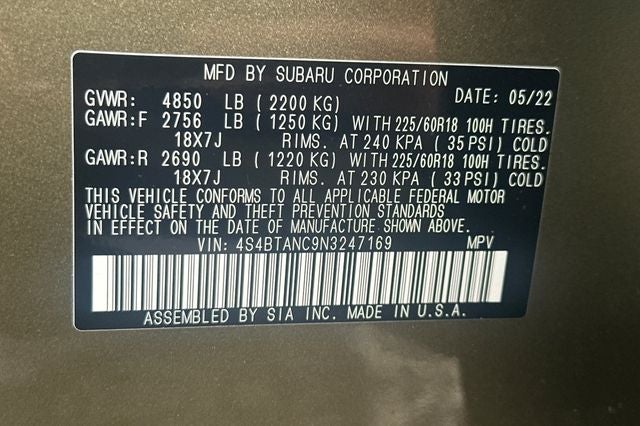 MFD BY SUBARU CORPORATION
GVWR: 4850 LB (2200 KG) DATE: 05/22
GAWR:F 2756 LB (1250 KG) WITH 225/60R18 100H TIRES.
18X7J RIMS. AT 240 KPA (35 PSI) COLD
GAWR:R 2690 LB (1220 KG) WITH 225/60R18 100H TIRES.
18X7J RIMS. AT 230 KPA (33 PSI) COLD
THIS VEHICLE CONFORMS TO ALL APPLICABLE FEDERAL MOTOR
VEHICLE SAFETY AND THEFT PREVENTION STANDARDS
IN EFFECT ON THE DATE OF MANUFACTURE SHOWN ABOVE.
VIN: 4S4BTANC9N3247169 MPV
ASSEMBLED BY SIA INC. MADE IN U.S.A.